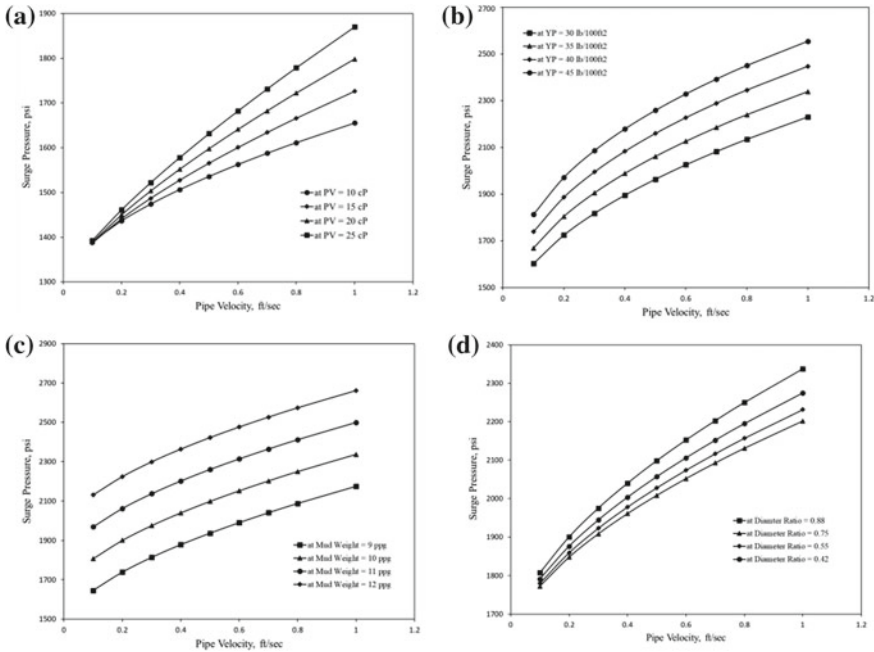 (a)
1900
1800
1700
1600
1500
1400
1300
Surge Pressure, psi
0
0.2
0.4
0.6
0.8
1
1.2
Pipe Velocity, ft/sec
at PV = 10 cP
at PV = 15 cP
at PV = 20 cP
at PV = 25 cP
(b)
2700
2500
2300
2100
1900
1700
1500
Surge Pressure, psi
0
0.2
0.4
0.6
0.8
1
1.2
Pipe Velocity, ft/sec
at YP = 30 lb/100ft2
at YP = 35 lb/100ft2
at YP = 40 lb/100ft2
at YP = 45 lb/100ft2
(c)
2900
2700
2500
2300
2100
1900
1700
1500
Surge Pressure, psi
0
0.2
0.4
0.6
0.8
1
1.2
Pipe Velocity, ft/sec
at Mud Weight = 9 ppg
at Mud Weight = 10 ppg
at Mud Weight = 11 ppg
at Mud Weight = 12 ppg
(d)
2400
2300
2200
2100
2000
1900
1800
1700
Surge Pressure, psi
0
0.2
0.4
0.6
0.8
1
1.2
Pipe Velocity, ft/sec
at Diamter Ratio = 0.88
at Diameter Ratio = 0.75
at Diameter Ratio = 0.55
at Diameter Ratio = 0.42